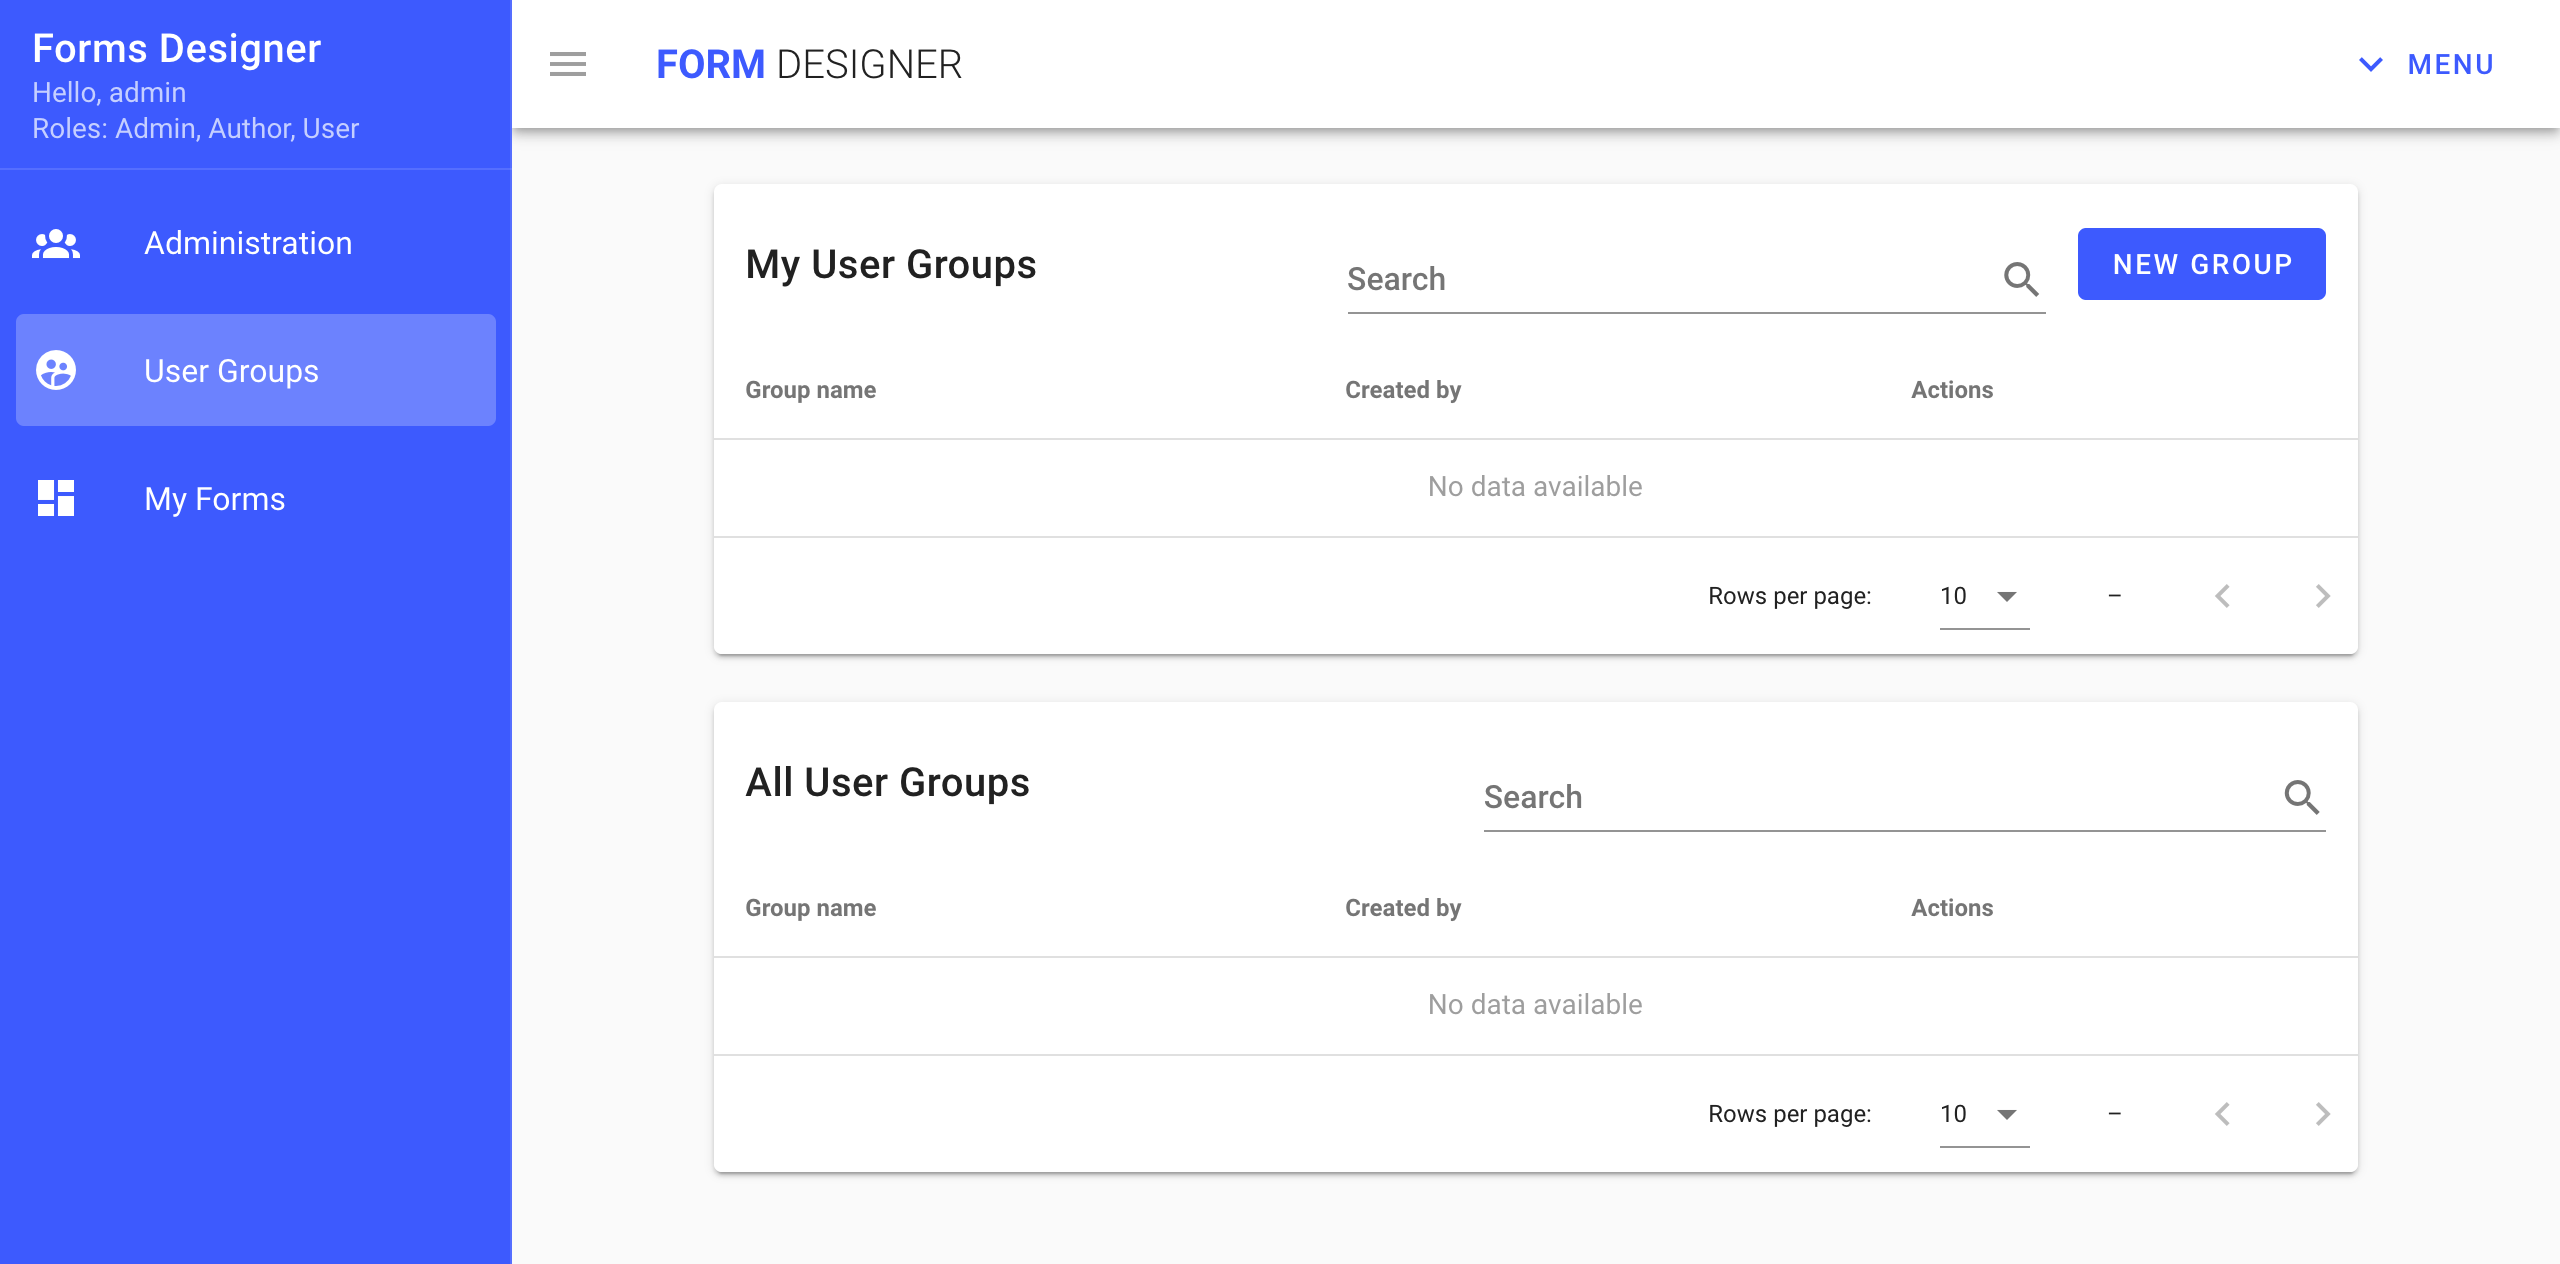 Forms Designer
Hello, admin
Roles: Admin, Author, User
Administration
User Groups
My Forms
FORM DESIGNER
MENU
My User Groups
Search
NEW GROUP
Group name Created by Actions
No data available
Rows per page: 10 –
All User Groups
Search
Group name Created by Actions
No data available
Rows per page: 10 –